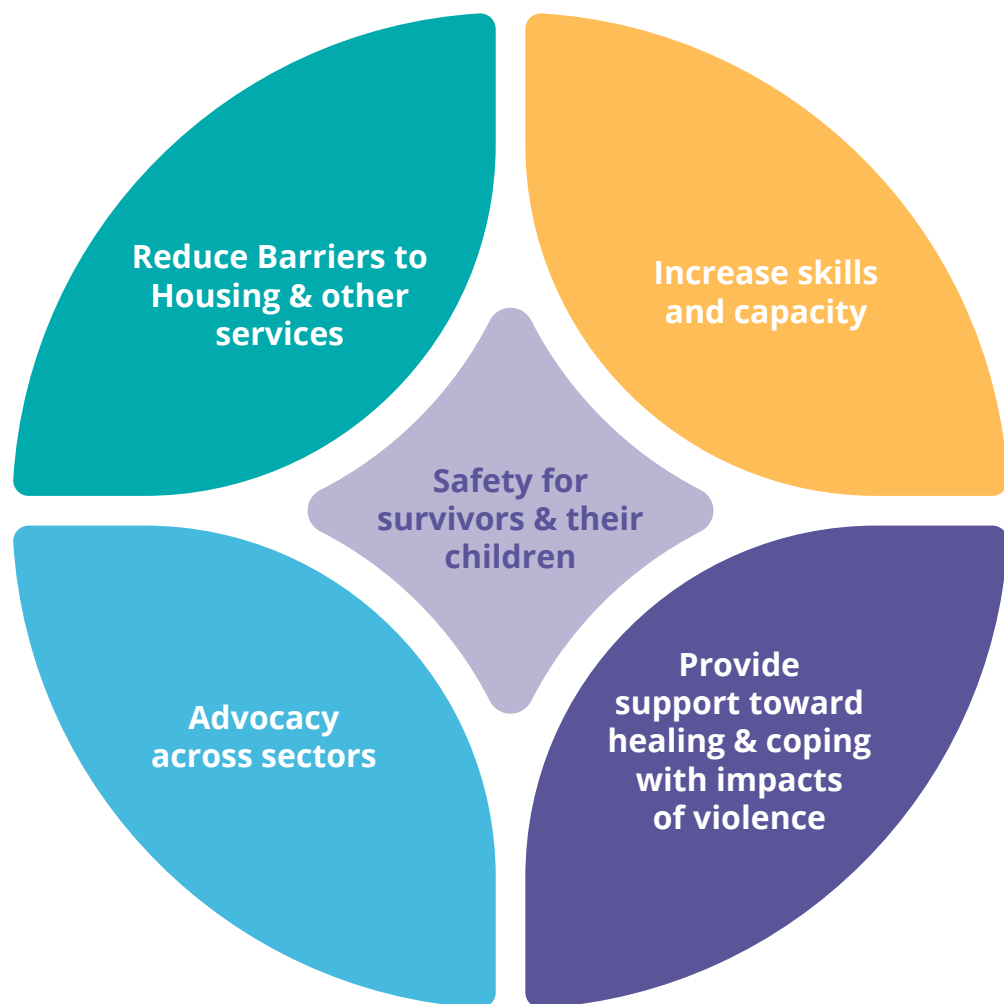 Reduce Barriers to
Housing & other
services
Increase skills
and capacity
Safety for
survivors & their
children
Advocacy
across sectors
Provide
support toward
healing & coping
with impacts
of violence